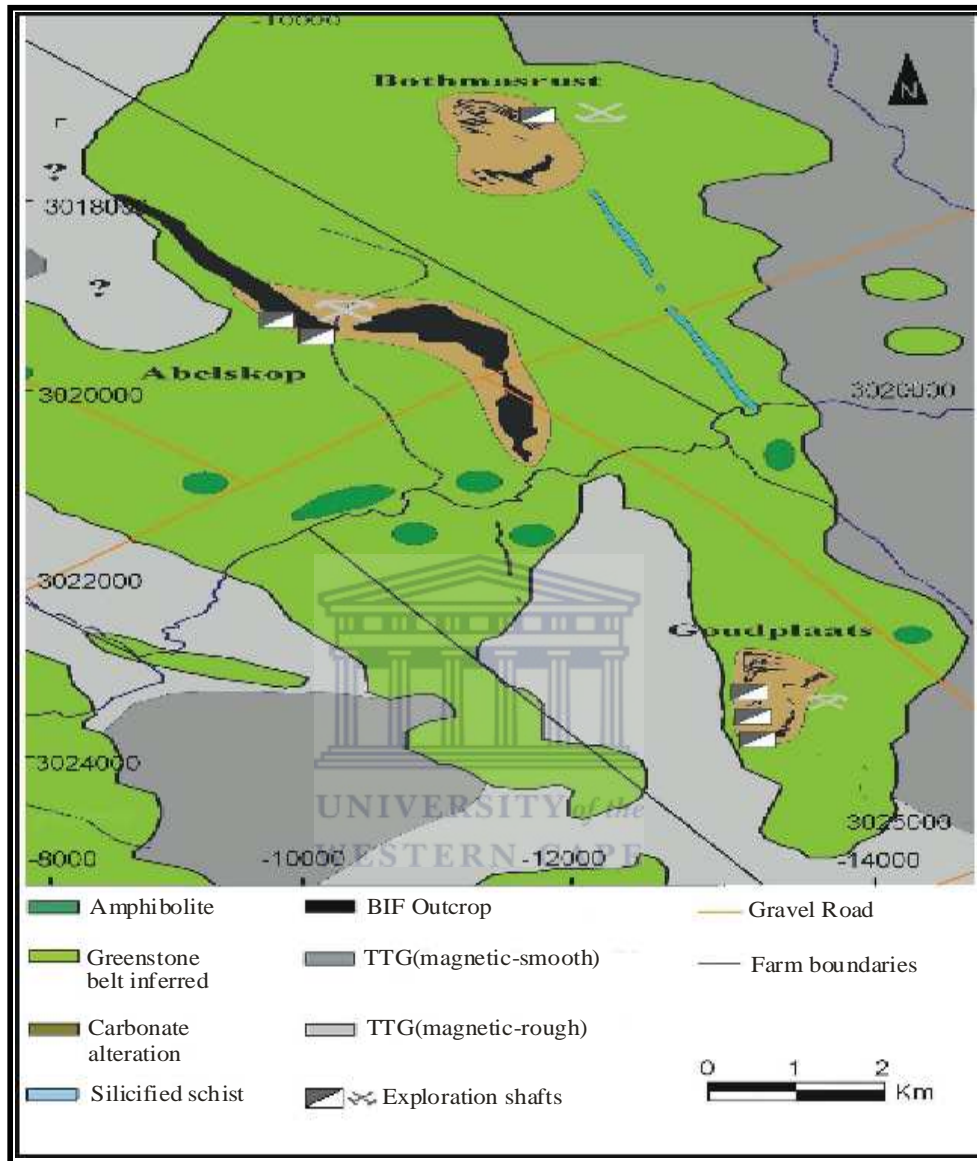 -10000
Bothmasrust
N
?
?
Abelskop
3020000
3020000
3022000
Goudplaats
3024000
UNIVERSITY of the
WESTERN CAPE
3025000
-8000
-10000
-12000
-14000
Amphibolite
BIF Outcrop
Gravel Road
Greenstone
belt inferred
TTG(magnetic-smooth)
Farm boundaries
Carbonate
alteration
TTG(magnetic-rough)
Silicified schist
Exploration shafts
0 1 2
Km